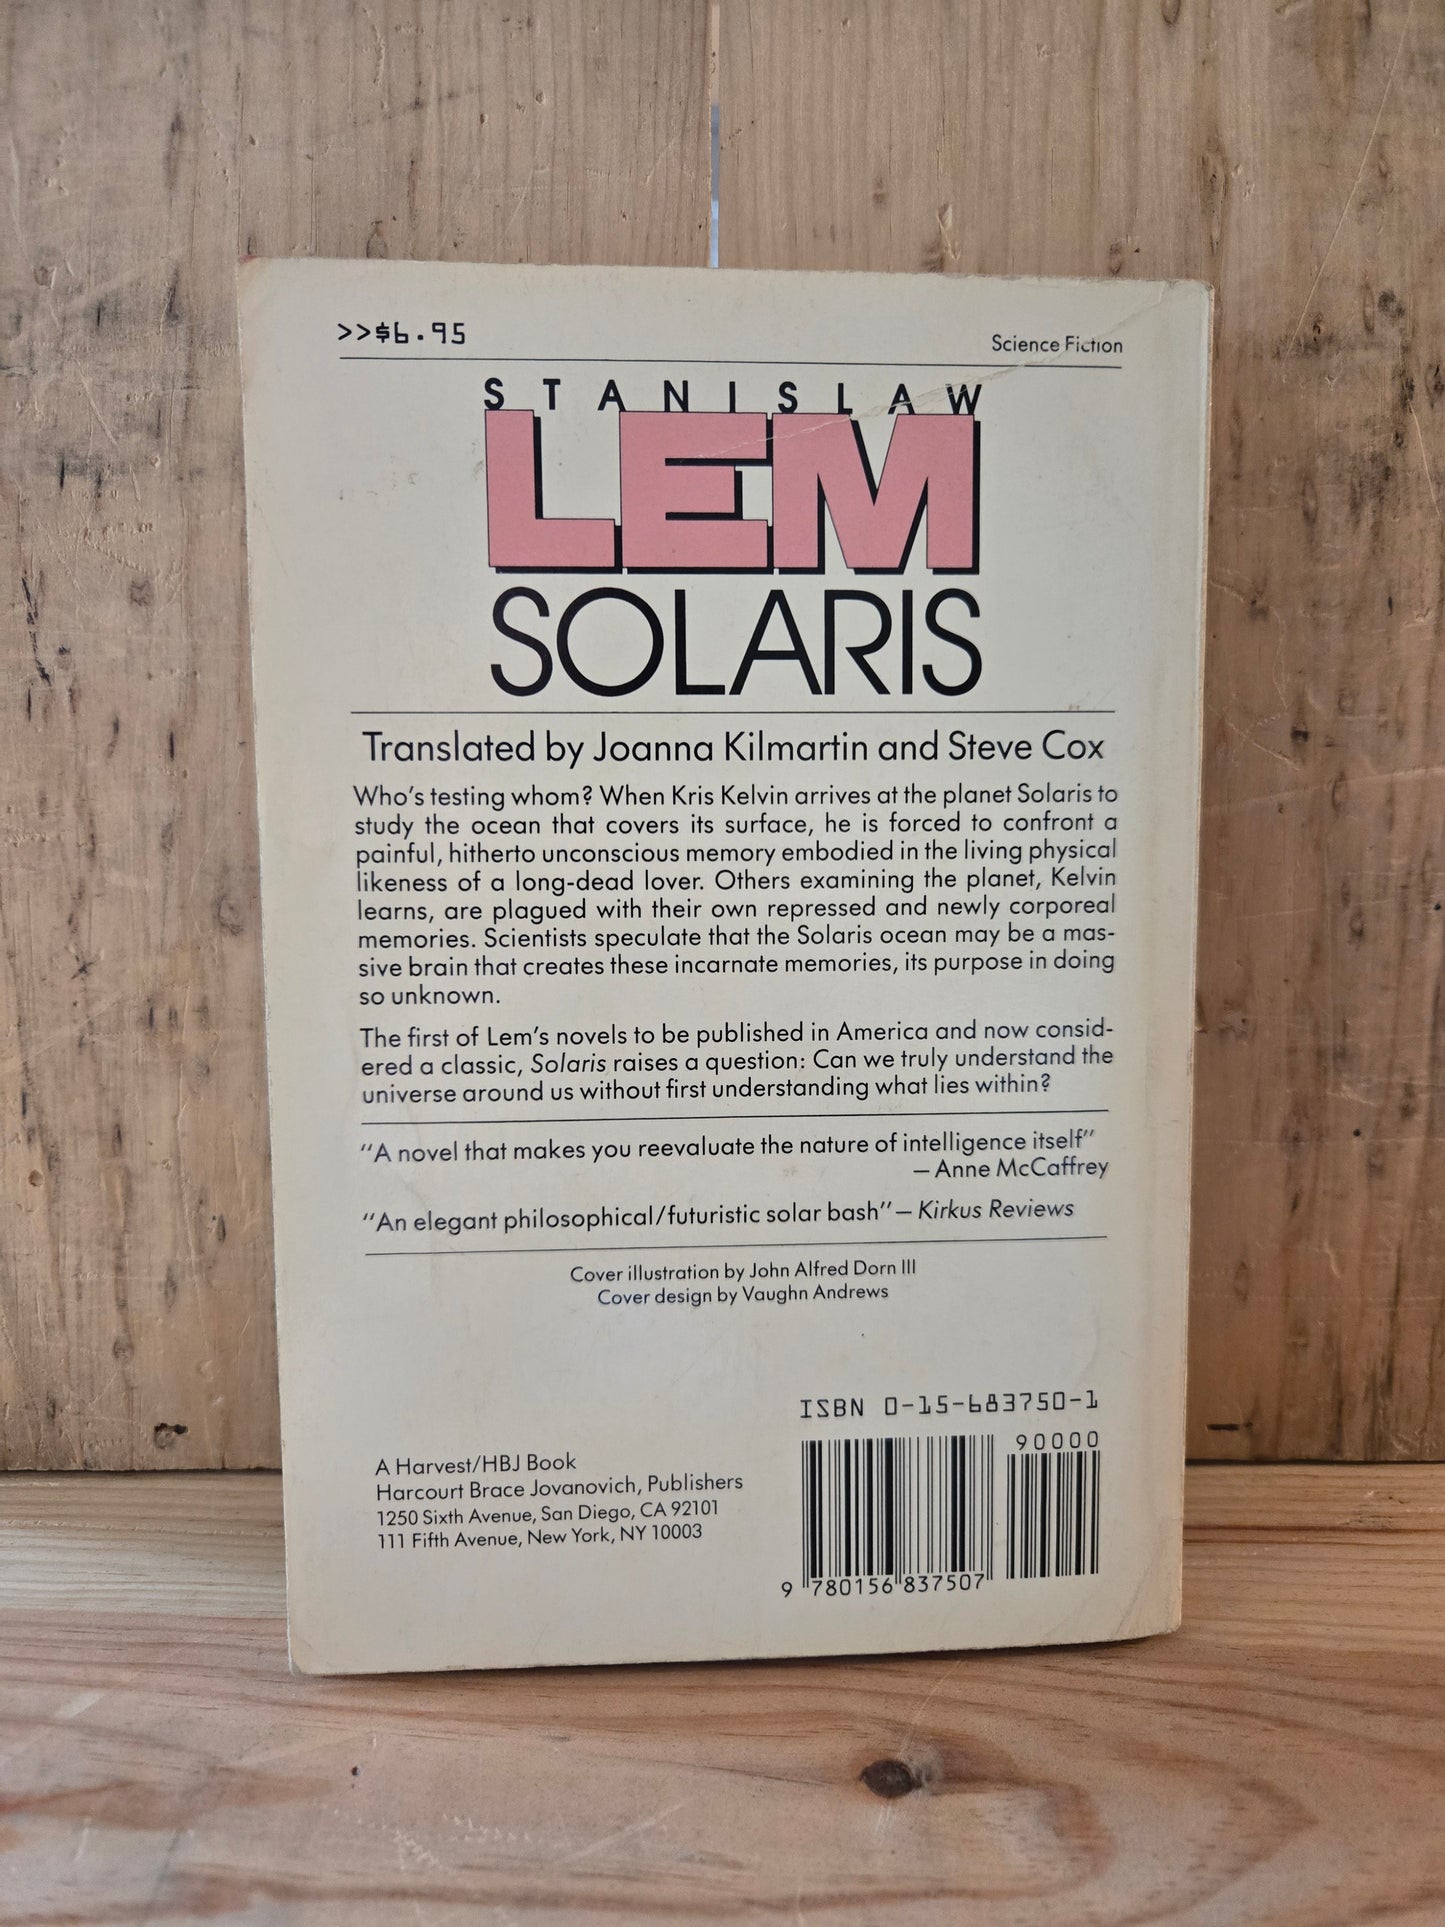 >>$6.95
Science Fiction
STANISLAW
LEM
SOLARIS
Translated by Joanna Kilmartin and Steve Cox
Who's testing whom? When Kris Kelvin arrives at the planet Solaris to
study the ocean that covers its surface, he is forced to confront a
painful, hitherto unconscious memory embodied in the living physical
likeness of a long-dead lover. Others examining the planet, Kelvin
learns, are plagued with their own repressed and newly corporeal
memories. Scientists speculate that the Solaris ocean may be a mas-
sive brain that creates these incarnate memories, its purpose in doing
so unknown.
The first of Lem's novels to be published in America and now consid-
ered a classic, Solaris raises a question: Can we truly understand the
universe around us without first understanding what lies within?
"A novel that makes you reevaluate the nature of intelligence itself"
—Anne McCaffrey
"An elegant philosophical/futuristic solar bash"—Kirkus Reviews
Cover illustration by John Alfred Dorn III
Cover design by Vaughn Andrews
ISBN 0-15-683750-1
90000
A Harvest/HBJ Book
Harcourt Brace Jovanovich, Publishers
1250 Sixth Avenue, San Diego, CA 92101
111 Fifth Avenue, New York, NY 10003
9 780156 837507